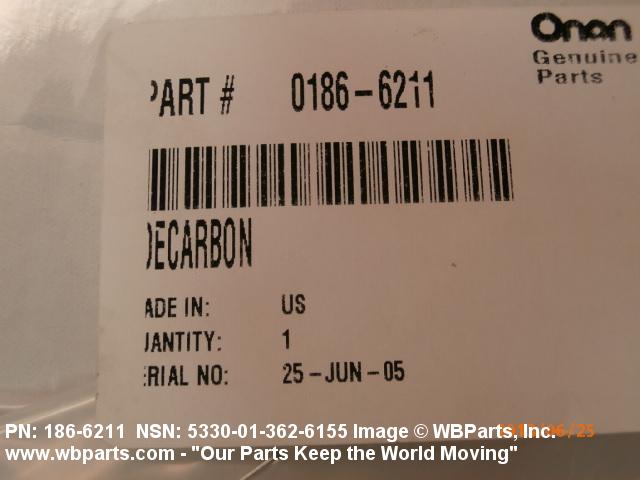 Onan
Genuine
Parts
PART # 0186-6211
DECARBON
ADE IN: US
UANTITY: 1
ERIAL NO: 25-JUN-05
PN: 186-6211 NSN: 5330-01-362-6155 Image © WBParts, Inc.
www.wbparts.com - "Our Parts Keep the World Moving"